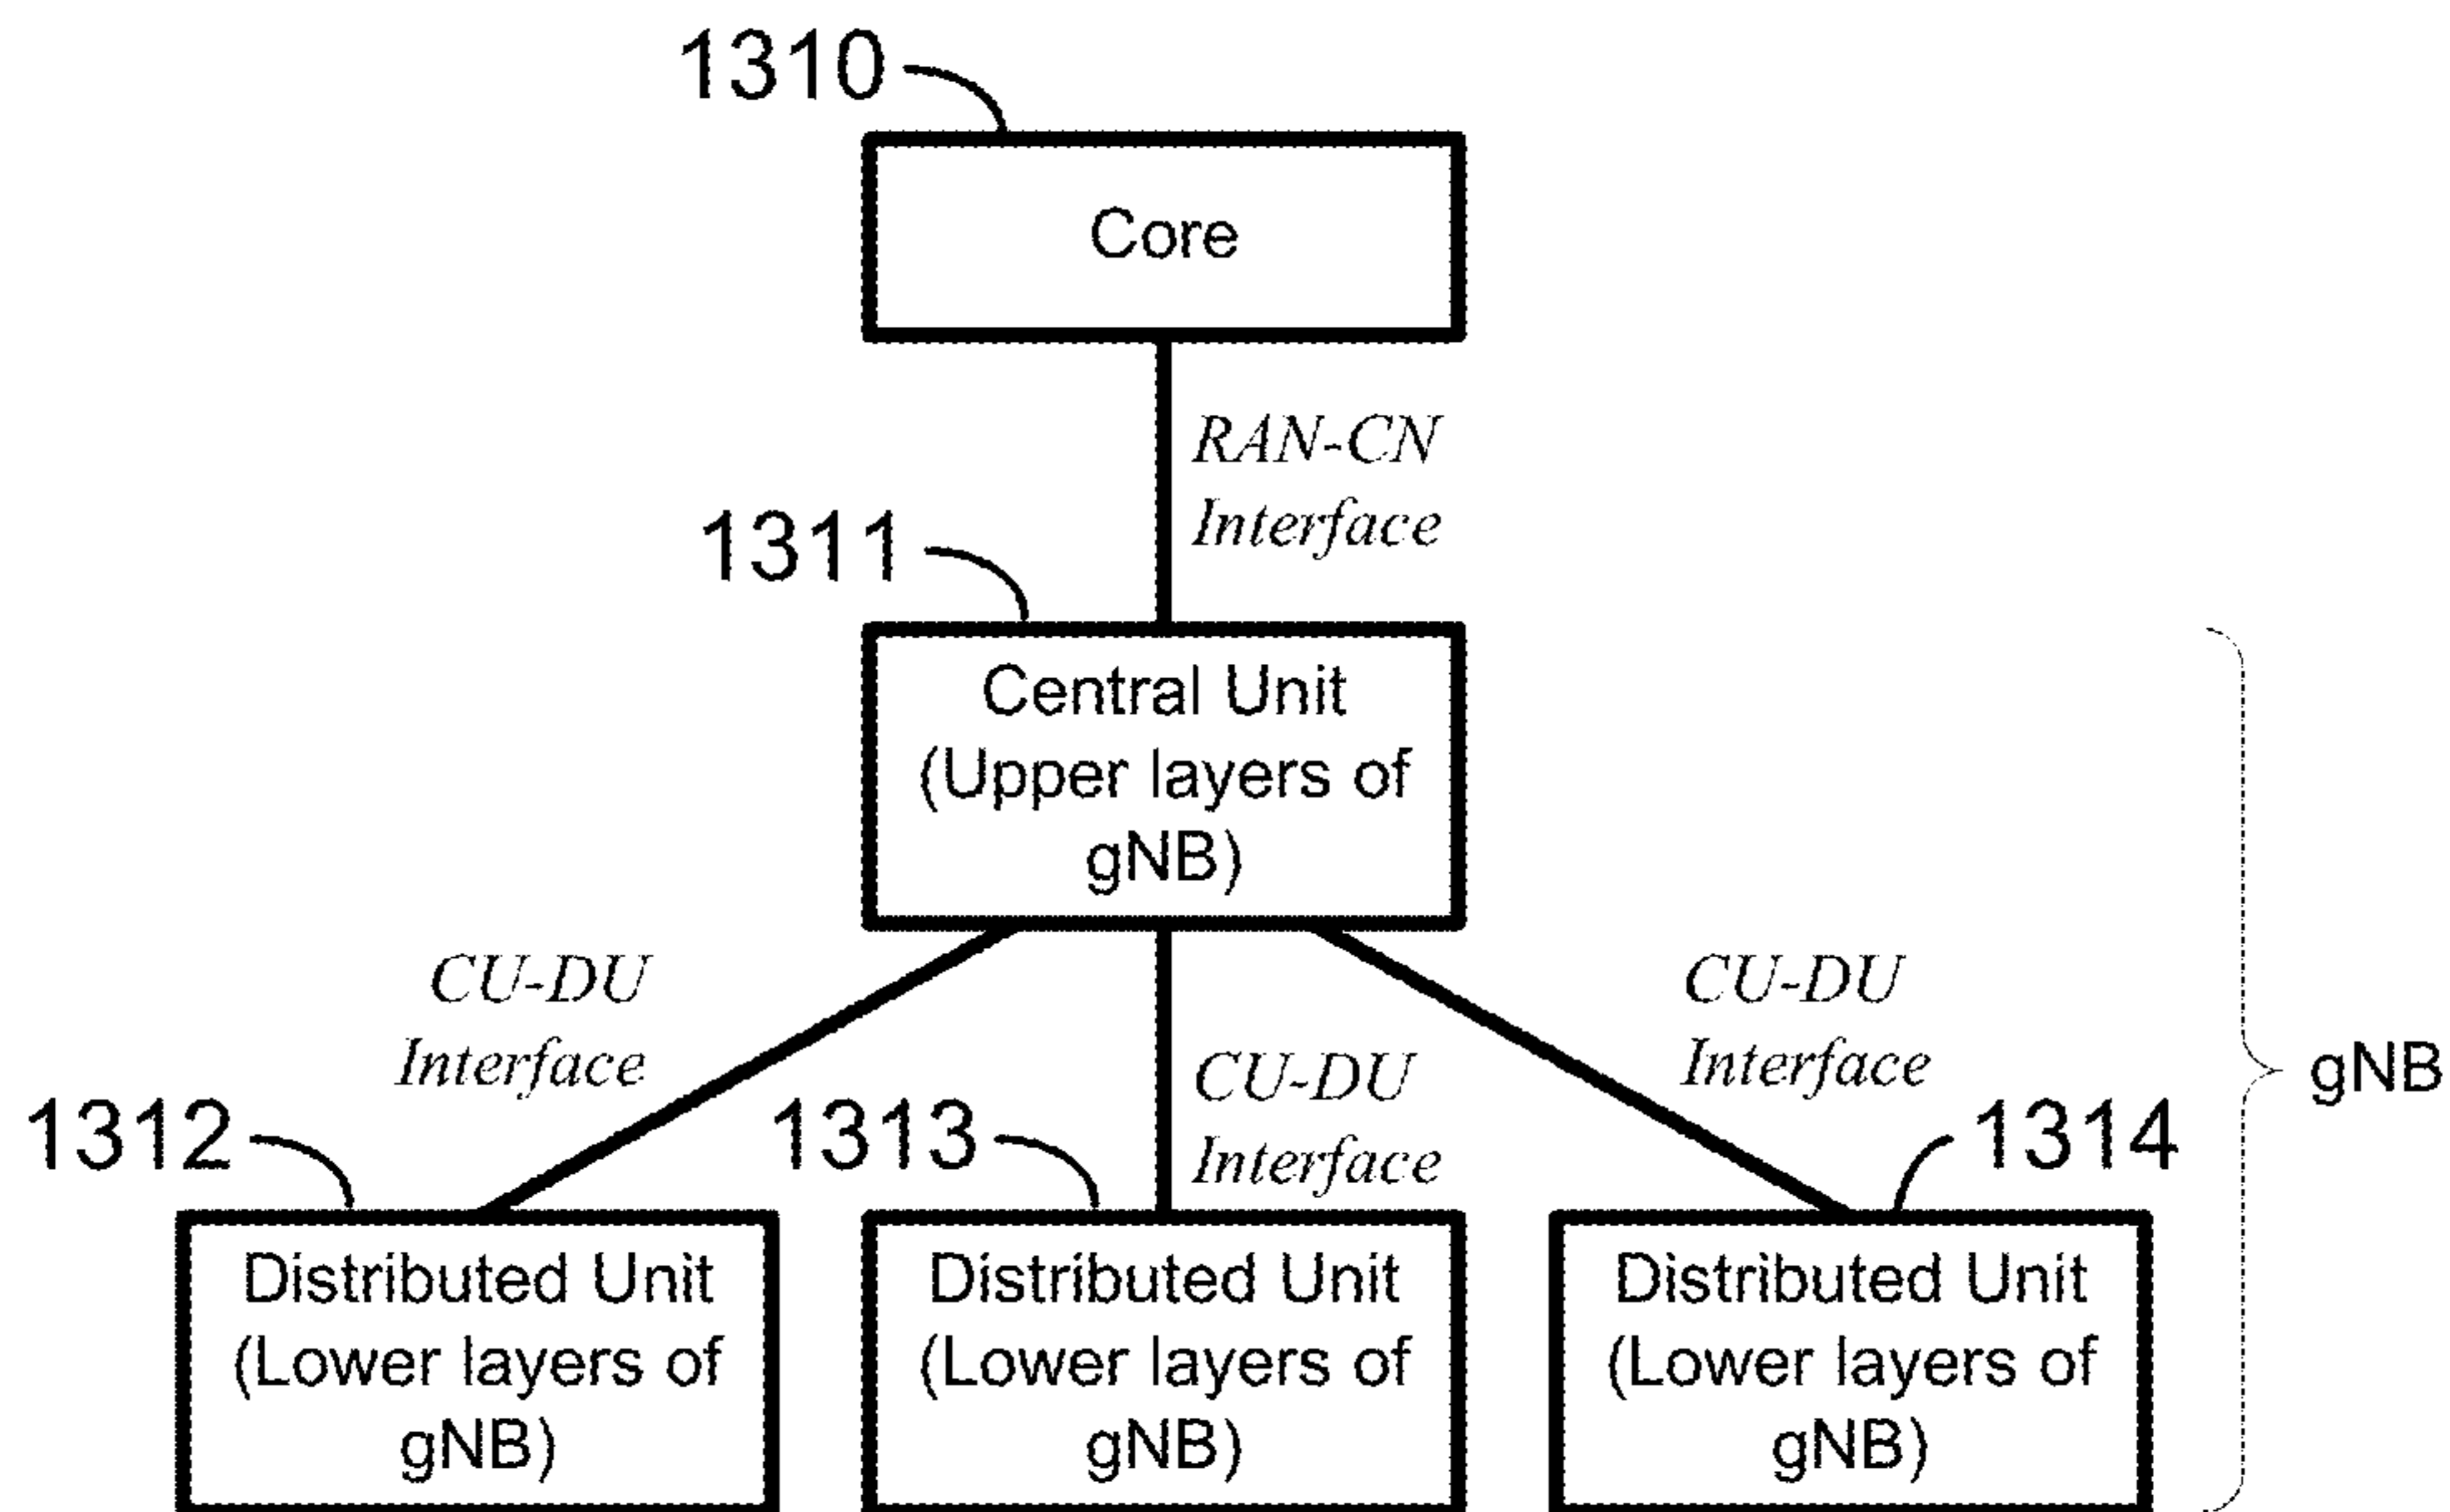 1310
Core
RAN-CN
Interface
1311
Central Unit
(Upper layers of
gNB)
CU-DU
Interface
CU-DU
Interface
CU-DU
Interface
gNB
1312
1313
1314
Distributed Unit
(Lower layers of
gNB)
Distributed Unit
(Lower layers of
gNB)
Distributed Unit
(Lower layers of
gNB)